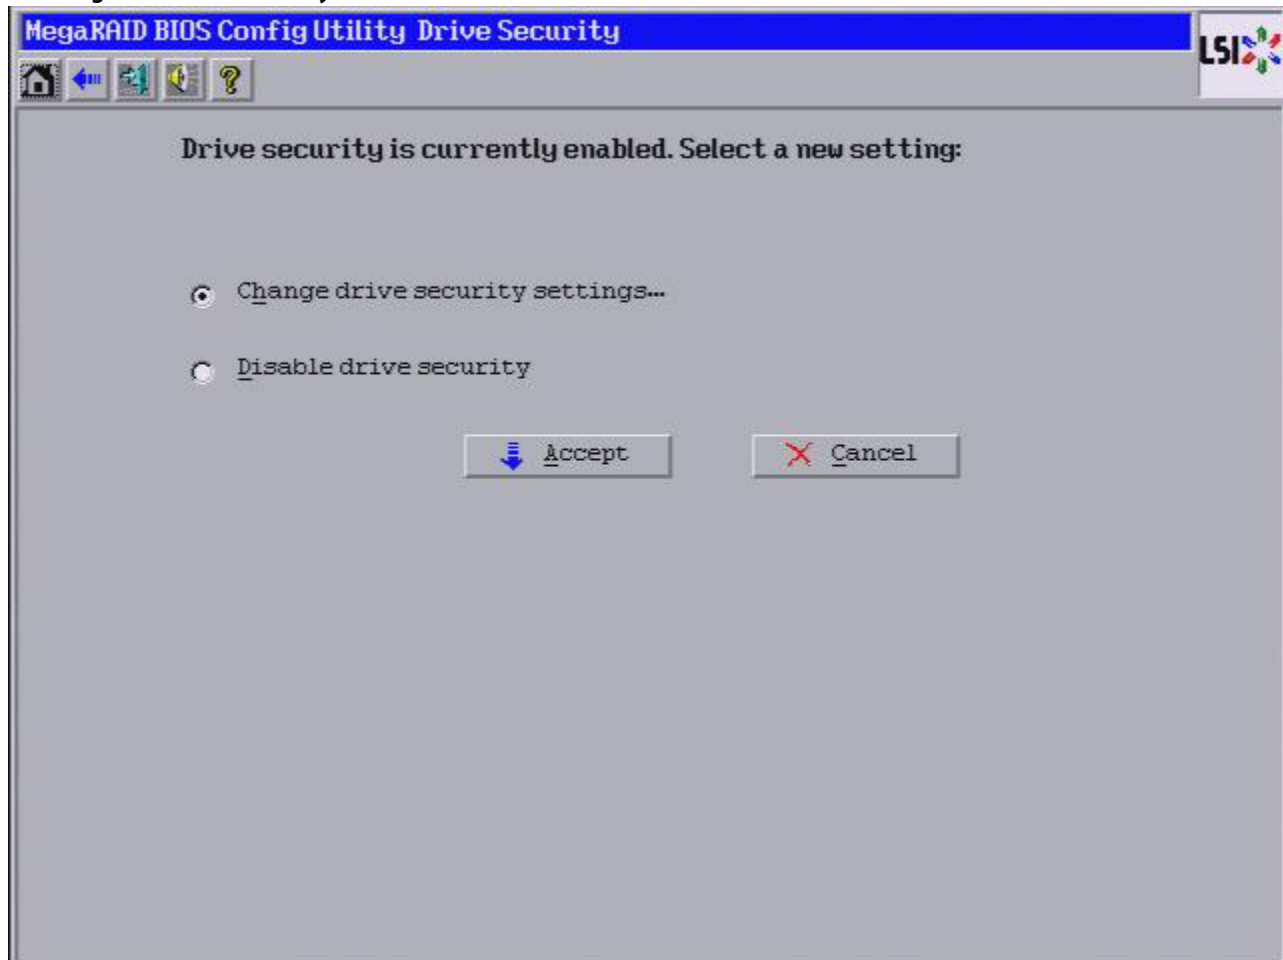 MegaRAID BIOS Config Utility Drive Security
LSI
Drive security is currently enabled. Select a new setting:
Change drive security settings...
Disable drive security
Accept
Cancel